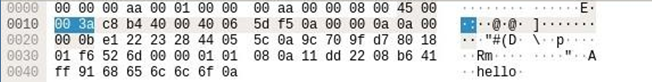 00 00 00 aa 00 01 00 00 00 aa 00 00 08 00 45 00 ··············E·
0010 00 3a c8 b4 40 00 40 06 5d f5 0a 00 00 0a 0a 00 ·:··@·@· ]·······
0020 00 0b e1 22 23 28 44 05 5c 0a 9c 70 9f d7 80 18 ···"#(D· \··p····
0030 01 f6 52 6d 00 00 01 01 08 0a 11 dd 22 08 b6 41 ··Rm···· ····"··A
0040 ff 91 68 65 6c 6c 6f 0a ··hello·